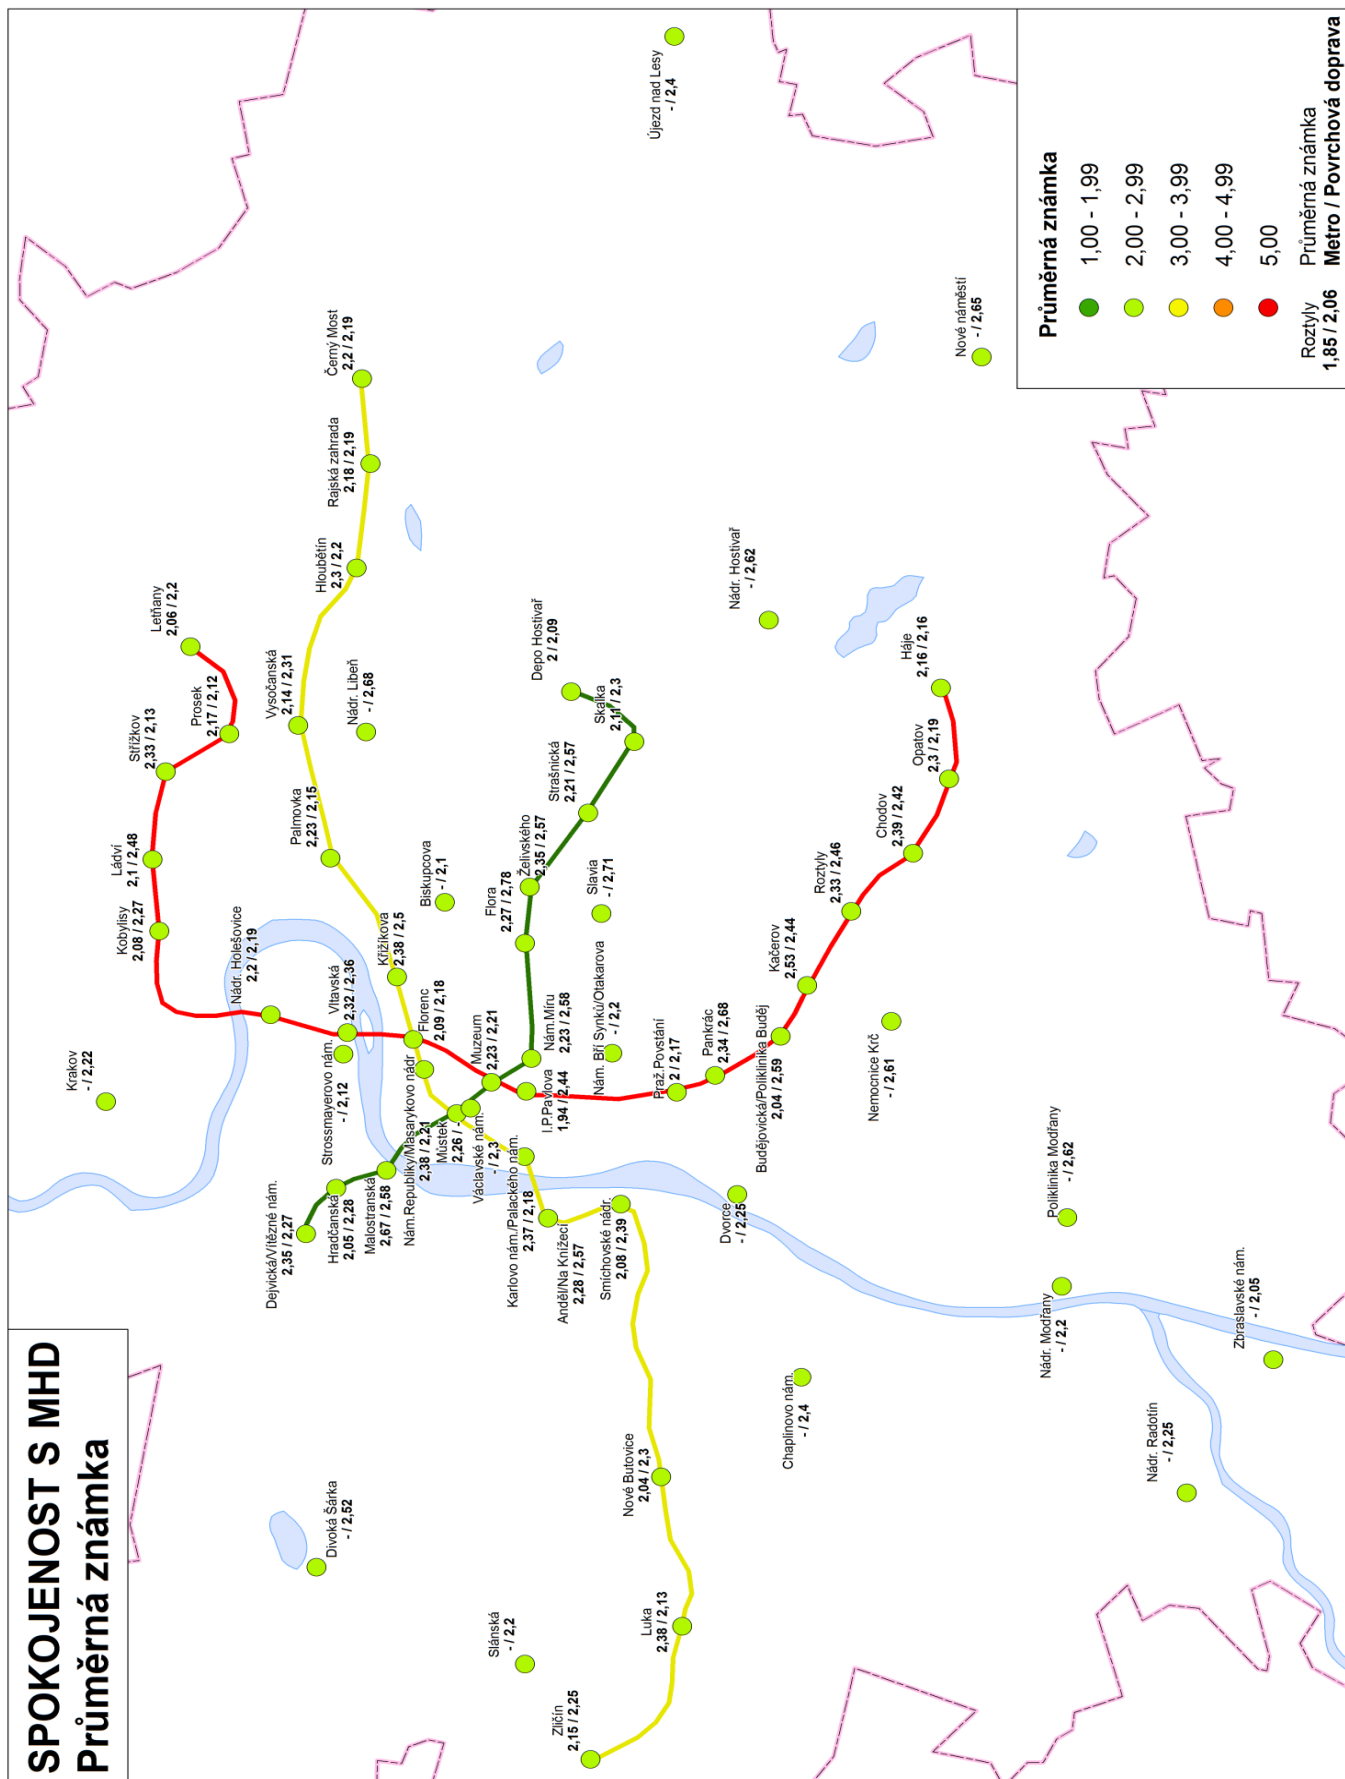 SPOKOJENOST S MHD
Průměrná známka
Krakov
- / 2,22
Kobylisy
2,08 / 2,27
Ládví
2,1 / 2,48
Střížkov
2,33 / 2,13
Prosek
2,17 / 2,12
Letňany
2,06 / 2,2
Nádr. Holešovice
2,2 / 2,19
Vltavská
2,32 / 2,36
Strossmayerovo nám.
- / 2,12
Dejvická/Vítězné nám.
2,35 / 2,27
Hradčanská
2,05 / 2,28
Malostranská
2,67 / 2,58
Divoká Šárka
- / 2,52
Palmovka
2,23 / 2,15
Vysočanská
2,14 / 2,31
Nádr. Libeň
- / 2,68
Hloubětín
2,3 / 2,2
Rajská zahrada
2,18 / 2,19
Černý Most
2,2 / 2,19
Křižíkova
2,38 / 2,5
Florenc
2,09 / 2,18
Nám.Republiky/Masarykovo nádr.
2,38 / 2,21
Můstek
2,26 / -
Václavské nám.
- / 2,3
Muzeum
2,23 / 2,21
Biskupcova
- / 2,1
Flora
2,27 / 2,78
Želivského
2,35 / 2,57
Strašnická
2,21 / 2,57
Skalka
2,11 / 2,3
Depo Hostivař
2 / 2,09
Nám.Míru
2,23 / 2,58
I.P.Pavlova
1,94 / 2,44
Karlovo nám./Palackého nám.
2,37 / 2,18
Anděl/Na Knížecí
2,28 / 2,57
Smíchovské nádr.
2,08 / 2,39
Slánská
- / 2,2
Zličín
2,15 / 2,25
Luka
2,38 / 2,13
Nové Butovice
2,04 / 2,3
Slavia
- / 2,71
Nám. Bří Synků/Otakarova
- / 2,2
Praž.Povstání
2 / 2,17
Pankrác
2,34 / 2,68
Budějovická/Poliklinika Buděj
2,04 / 2,59
Kačerov
2,53 / 2,44
Roztyly
2,33 / 2,46
Chodov
2,39 / 2,42
Opatov
2,3 / 2,19
Háje
2,16 / 2,16
Nádr. Hostivař
- / 2,62
Újezd nad Lesy
- / 2,4
Nové náměstí
- / 2,65
Dvorce
- / 2,25
Chaplinovo nám.
- / 2,4
Nemocnice Krč
- / 2,61
Poliklinika Modřany
- / 2,62
Nádr. Modřany
- / 2,2
Nádr. Radotín
- / 2,25
Zbraslavské nám.
- / 2,05
Průměrná známka
1,00 - 1,99
2,00 - 2,99
3,00 - 3,99
4,00 - 4,99
5,00
Roztyly Průměrná známka
1,85 / 2,06 Metro / Povrchová doprava